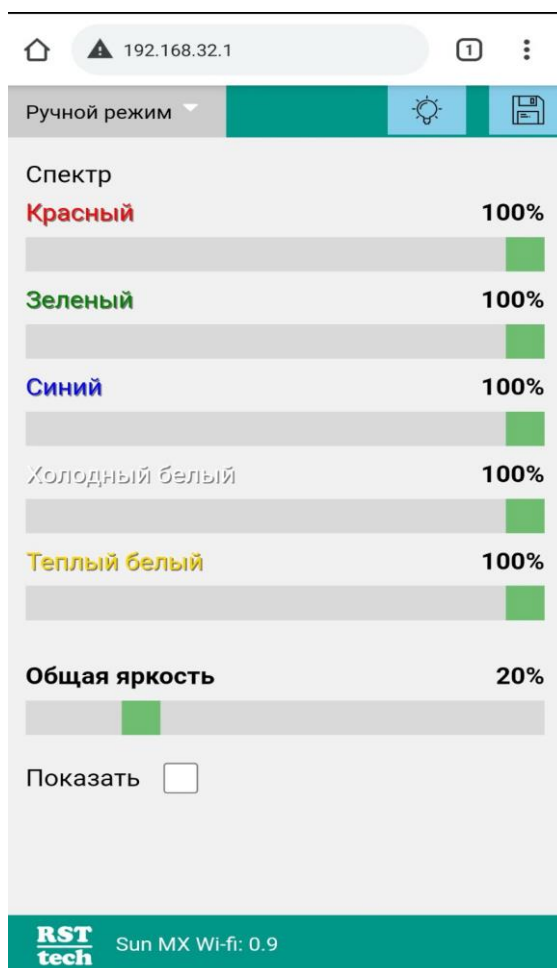 192.168.32.1
1
Ручной режим
Спектр
Красный 100%
Зеленый 100%
Синий 100%
Холодный белый 100%
Теплый белый 100%
Общая яркость 20%
Показать
RST
tech
Sun MX Wi-fi: 0.9